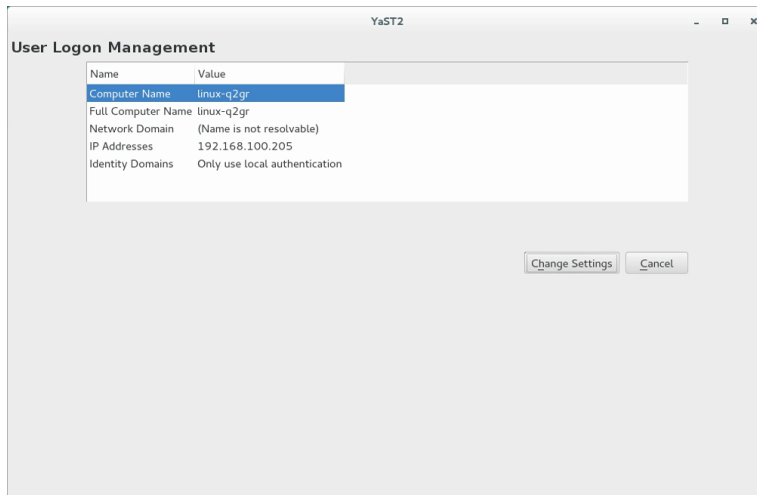 YaST2
User Logon Management
Name Value
Computer Name linux-q2gr
Full Computer Name linux-q2gr
Network Domain (Name is not resolvable)
IP Addresses 192.168.100.205
Identity Domains Only use local authentication
Change Settings Cancel